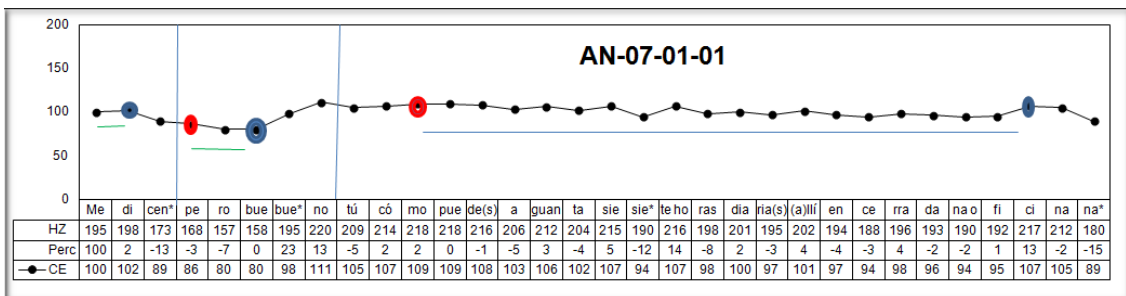 200
AN-07-01-01
150
100
50
0
Me di cen* pe ro bue bue* no tú có mo pue de(s) a guan ta sie sie* te ho ras dia ria(s) (a)llí en ce rra da na o fi ci na na*
HZ 195 198 173 168 157 158 195 220 209 214 218 218 216 206 212 204 215 190 216 198 201 195 202 194 188 196 193 190 192 217 212 180
Perc 100 2 -13 -3 -7 0 23 13 -5 2 2 0 -1 -5 3 -4 5 -12 14 -8 2 -3 4 -4 -3 4 -2 -2 1 13 -2 -15
CE 100 102 89 86 80 80 98 111 105 107 109 109 108 103 106 102 107 94 107 98 100 97 101 97 94 98 96 94 95 107 105 89